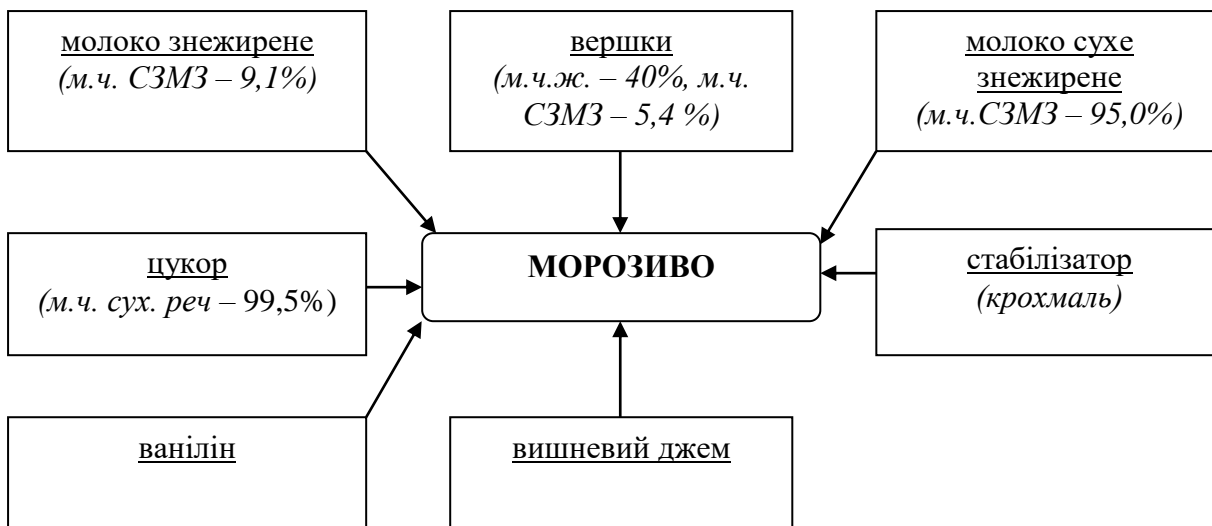 молоко знежирене
(м.ч. СЗМЗ – 9,1%)
вершки
(м.ч.ж. – 40%, м.ч.
СЗМЗ – 5,4 %)
молоко сухе
знежирене
(м.ч.СЗМЗ – 95,0%)
цукор
(м.ч. сух. реч – 99,5%)
МОРОЗИВО
стабілізатор
(крохмаль)
ванілін
вишневий джем